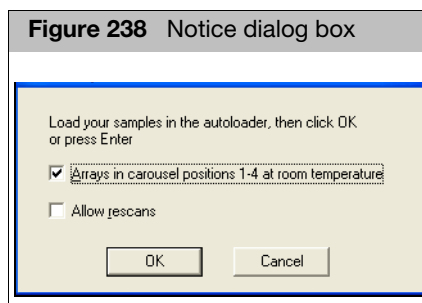 Figure 238 Notice dialog box
Load your samples in the autoloader, then click OK
or press Enter
Arrays in carousel positions 1-4 at room temperature
Allow rescans
OK Cancel